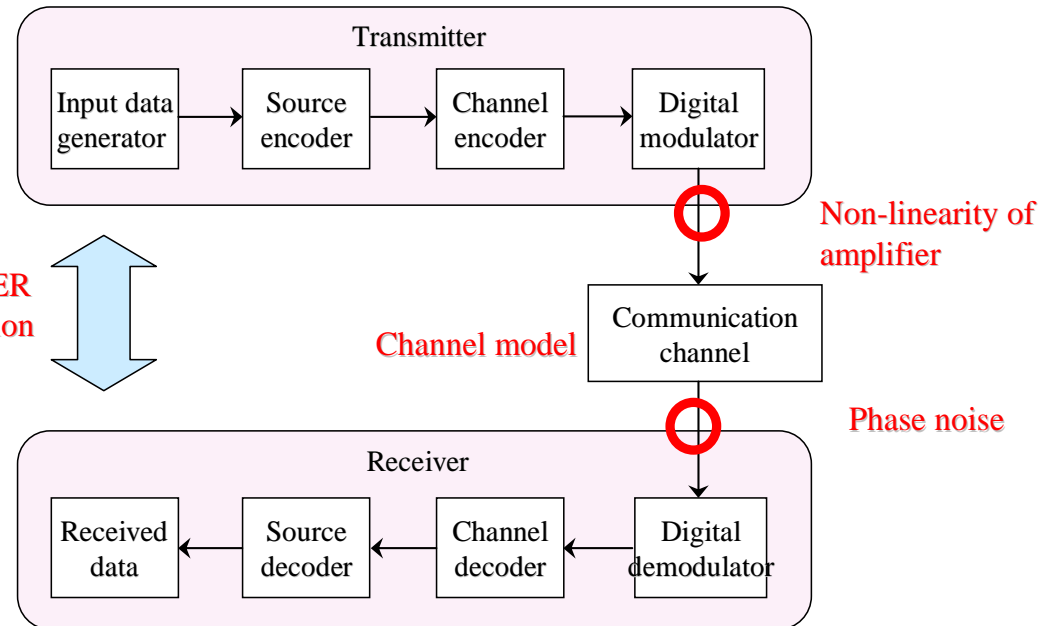 Transmitter
Input data
generator
Source
encoder
Channel
encoder
Digital
modulator
Non-linearity of
amplifier
ER
on
Channel model
Communication
channel
Phase noise
Receiver
Received
data
Source
decoder
Channel
decoder
Digital
demodulator